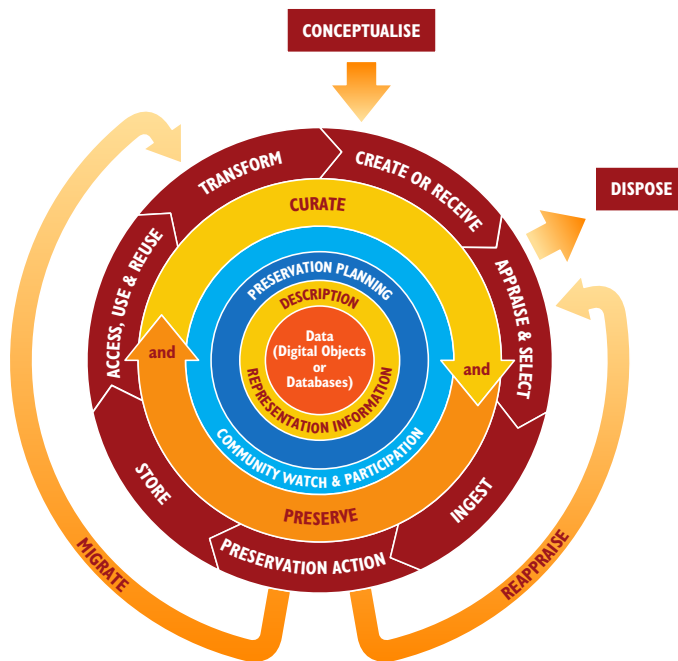 CONCEPTUALISE
TRANSFORM
CREATE OR RECEIVE
DISPOSE
CURATE
ACCESS, USE & REUSE
APPRAISE & SELECT
PRESERVATION PLANNING
DESCRIPTION
and
Data
(Digital Objects
or
Databases)
and
REPRESENTATION INFORMATION
COMMUNITY WATCH & PARTICIPATION
STORE
INGEST
PRESERVE
PRESERVATION ACTION
MIGRATE
REAPPRAISE